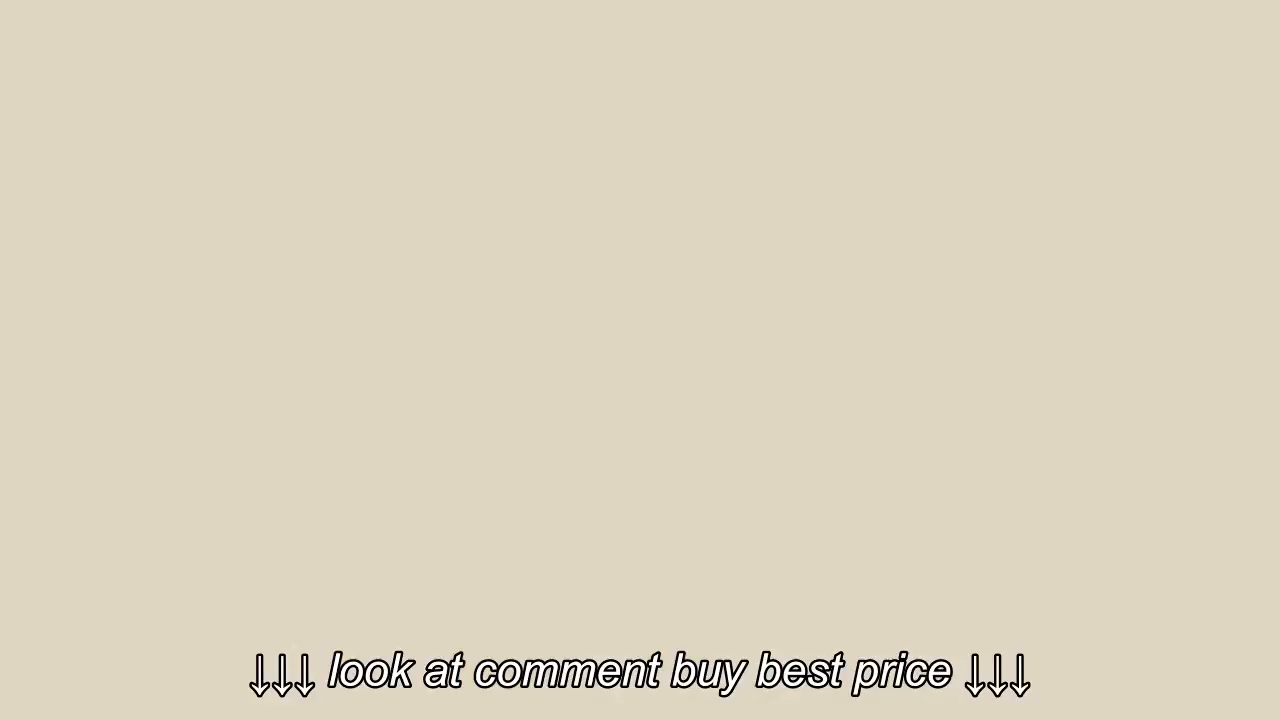 ↓↓↓ look at comment buy best price ↓↓↓